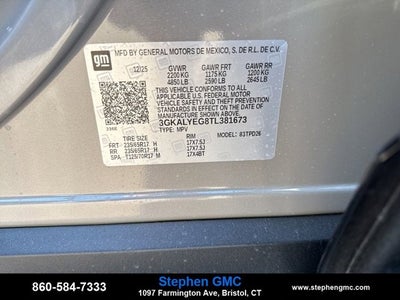 gm
MFD BY GENERAL MOTORS DE MEXICO, S. DE R.L. DE C.V.
12/25 GVWR GAWR FRT GAWR RR
2200 KG 1175 KG 1200 KG
4850 LB 2590 LB 2645 LB
THIS VEHICLE CONFORMS TO ALL
APPLICABLE U.S. FEDERAL MOTOR
VEHICLE SAFETY, BUMPER, AND
THEFT PREVENTION STANDARDS
IN EFFECT ON THE DATE OF
MANUFACTURE SHOWN ABOVE.
3GKALYEG8TL381673
TYPE: MPV 83TPD26
TIRE SIZE RIM
FRT 235/65R17 H 17X7.5J
RR 235/65R17 H 17X7.5J
SPA T125/70R17 M 17X4BT
Stephen GMC
860-584-7333 1097 Farmington Ave, Bristol, CT www.stephengmc.com